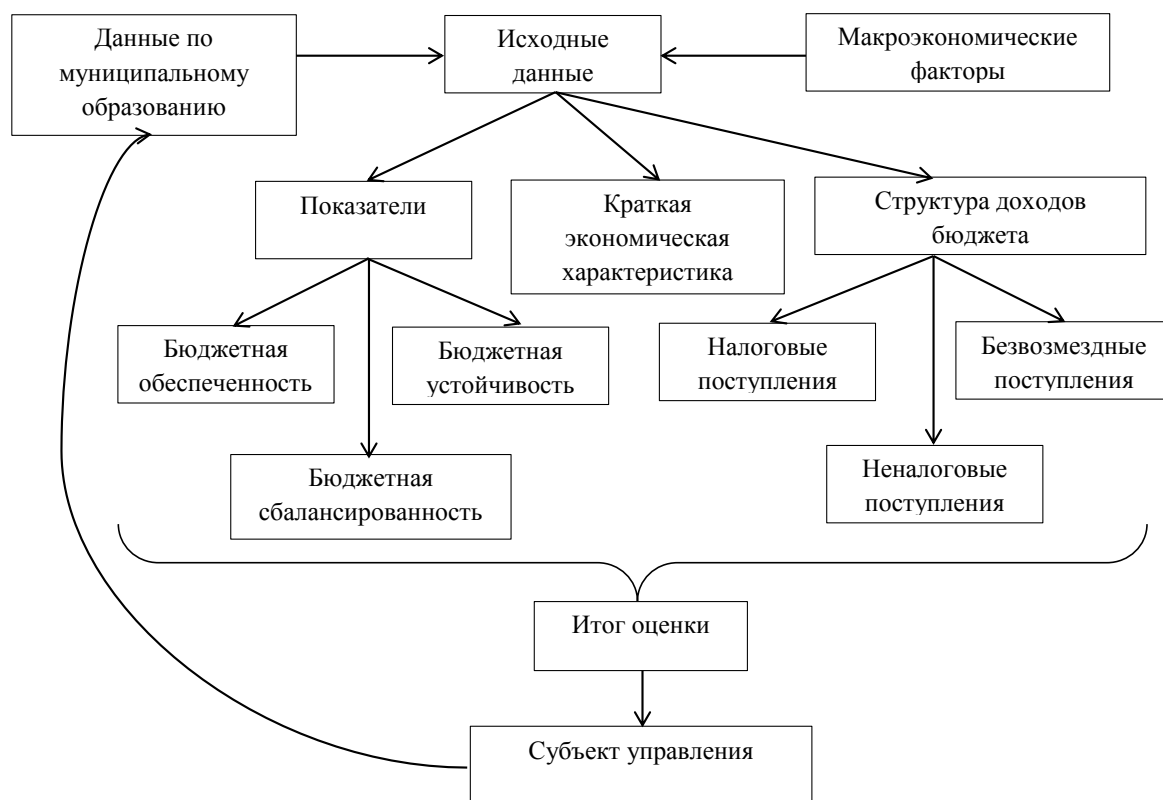 Данные по
муниципальному
образованию
Исходные
данные
Макроэкономические
факторы
Показатели
Краткая
экономическая
характеристика
Структура доходов
бюджета
Бюджетная
обеспеченность
Бюджетная
устойчивость
Налоговые
поступления
Безвозмездные
поступления
Бюджетная
сбалансированность
Неналоговые
поступления
Итог оценки
Субъект управления